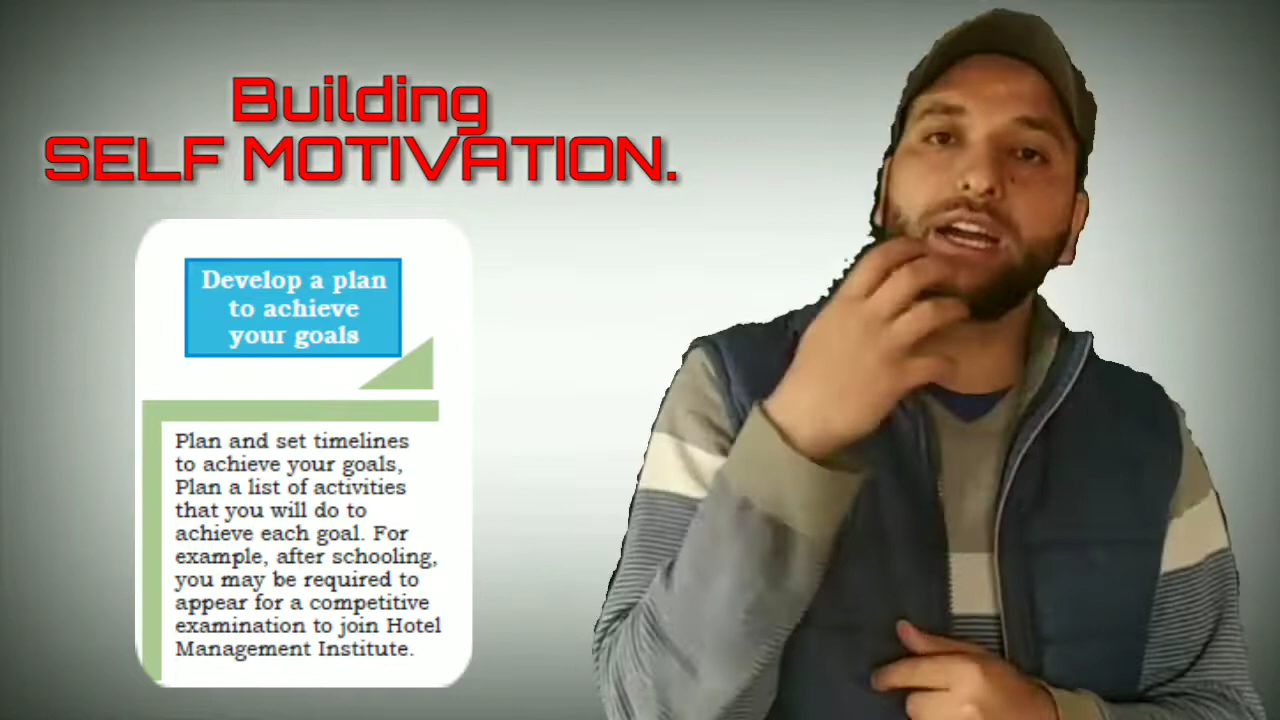 Building
SELF MOTIVATION.
Develop a plan
to achieve
your goals
Plan and set timelines
to achieve your goals,
Plan a list of activities
that you will do to
achieve each goal. For
example, after schooling,
you may be required to
appear for a competitive
examination to join Hotel
Management Institute.